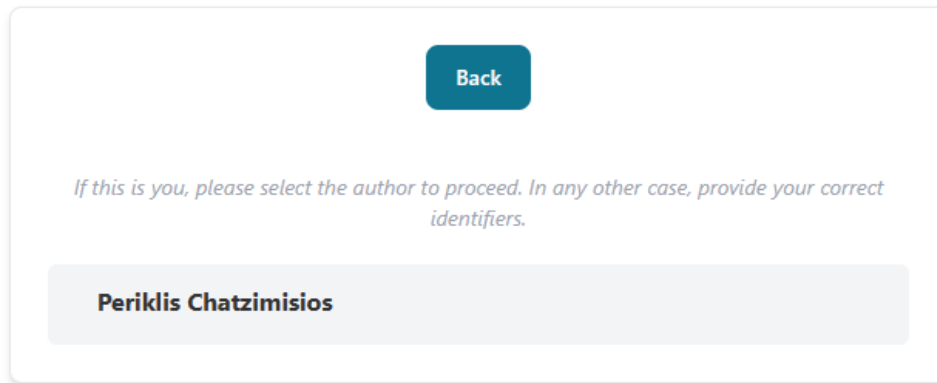 Back
If this is you, please select the author to proceed. In any other case, provide your correct
identifiers.
Periklis Chatzimisios